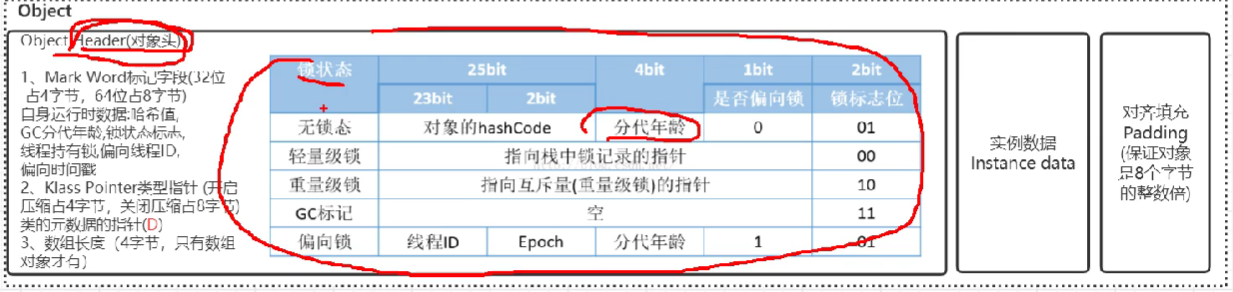 Object
Object Header(对象头)
1、Mark Word标记字段(32位
占4字节，64位占8字节)
自身运行时数据:哈希值,
GC分代年龄,锁状态标志,
线程持有锁,偏向线程ID,
偏向时间戳
2、Klass Pointer类型指针 (开启
压缩占4字节，关闭压缩占8字节)
类的元数据的指针(D)
3、数组长度（4字节，只有数组
对象才有）
锁状态 25bit 4bit 1bit 2bit
23bit 2bit 是否偏向锁 锁标志位
无锁态 对象的hashCode 分代年龄 0 01
轻量级锁 指向栈中锁记录的指针 00
重量级锁 指向互斥量(重量级锁)的指针 10
GC标记 空 11
偏向锁 线程ID Epoch 分代年龄 1 01
实例数据
Instance data
对齐填充
Padding
(保证对象
是8个字节
的整数倍)